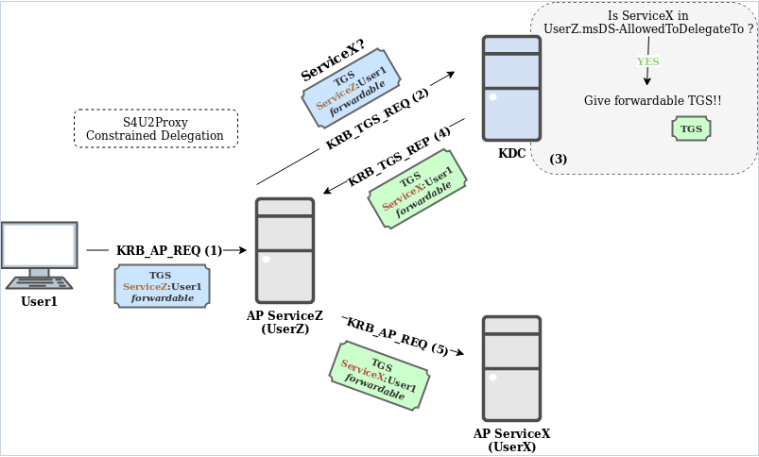 Is ServiceX in
UserZ.msDS-AllowedToDelegateTo ?
YES
Give forwardable TGS!!
TGS
(3)
KDC
ServiceX?
TGS
ServiceZ:User1
forwardable
KRB_TGS_REQ (2)
KRB_TGS_REP (4)
TGS
ServiceX:User1
forwardable
S4U2Proxy
Constrained Delegation
KRB_AP_REQ (1)
TGS
ServiceZ:User1
forwardable
User1
AP ServiceZ
(UserZ)
KRB_AP_REQ (5)
TGS
ServiceX:User1
forwardable
AP ServiceX
(UserX)